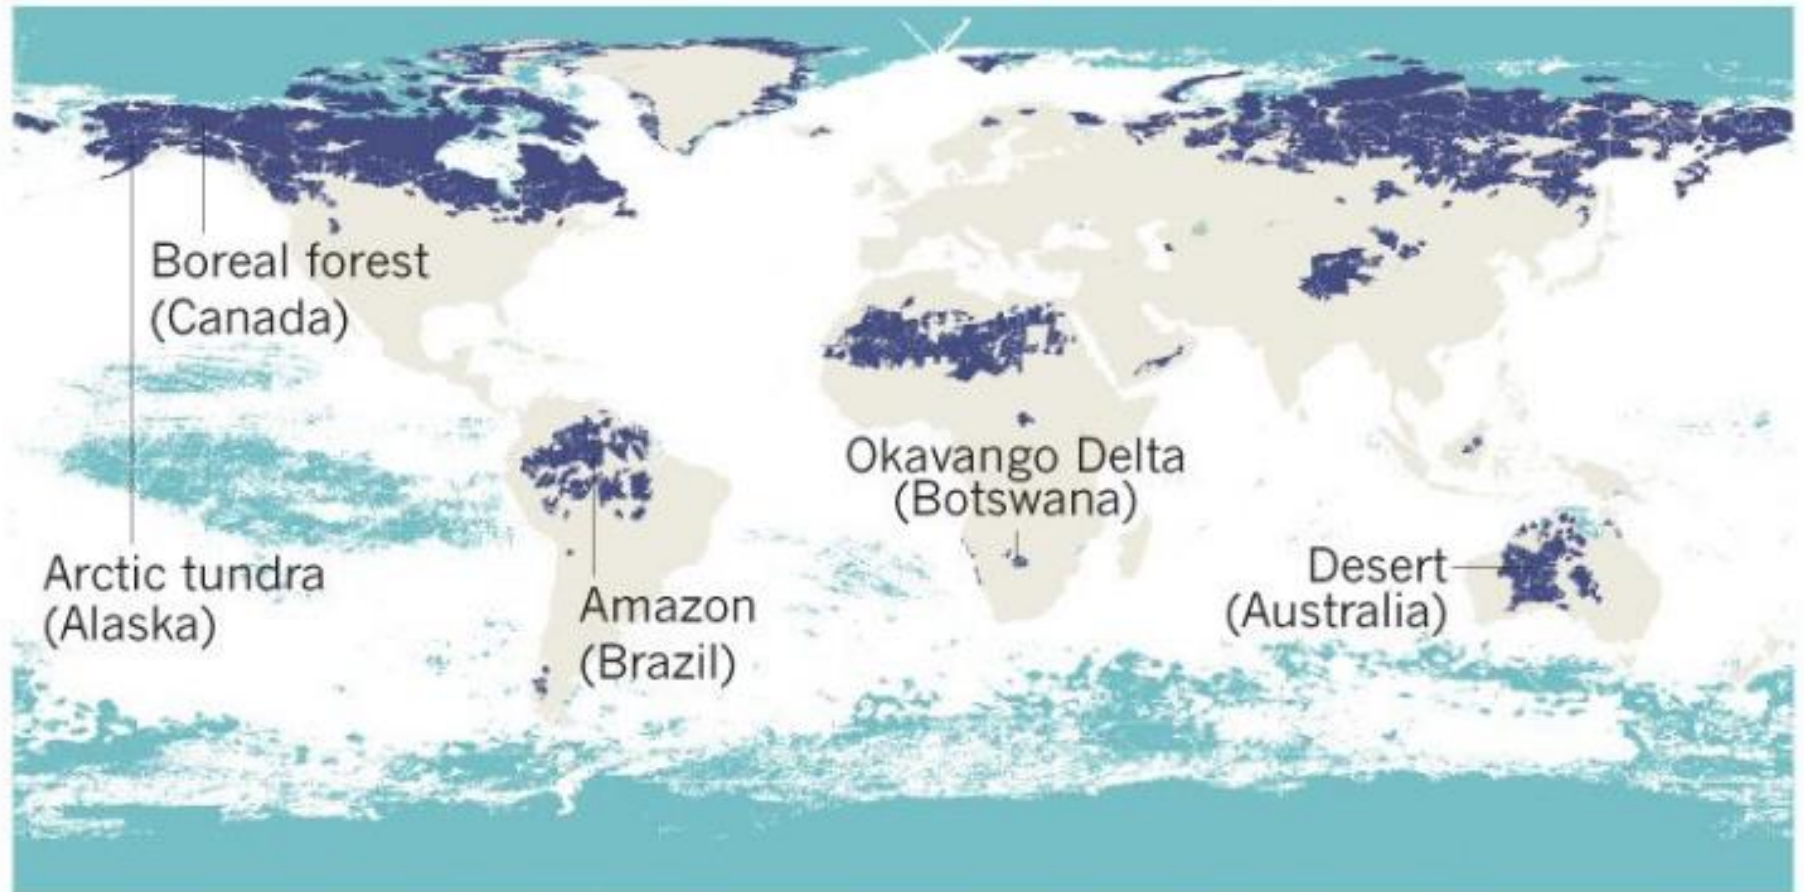 Boreal forest
(Canada)
Okavango Delta
(Botswana)
Arctic tundra
(Alaska)
Amazon
(Brazil)
Desert
(Australia)